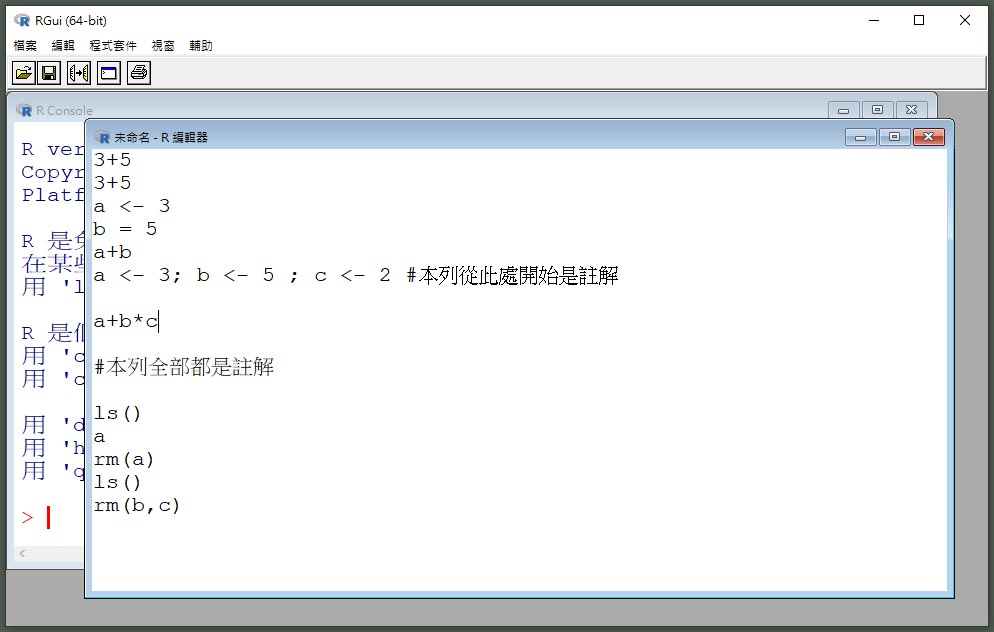 RGui (64-bit)
檔案 編輯 程式套件 視窗 輔助
R Console
R ver
Copyr
Platf
R 是
在某些
用 'l
R 是個
用 'c
用 'c
用 'd
用 'h
用 'q
>
未命名 - R 編輯器
3+5
3+5
a <- 3
b = 5
a+b
a <- 3; b <- 5 ; c <- 2 #本列從此處開始是註解
a+b*c
#本列全部都是註解
ls()
a
rm(a)
ls()
rm(b,c)